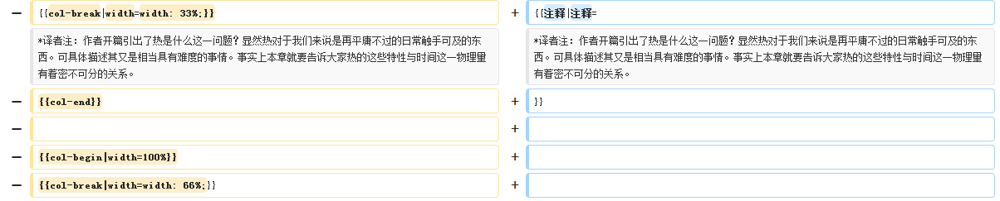 − {{col-break|width=width: 33%;}} + {{注释|注释=
*译者注：作者开篇引出了热是什么这一问题？显然热对于我们来说是再平庸不过的日常触手可及的东
西。可具体描述其又是相当具有难度的事情。事实上本章就要告诉大家热的这些特性与时间这一物理量
有着密不可分的关系。
*译者注：作者开篇引出了热是什么这一问题？显然热对于我们来说是再平庸不过的日常触手可及的东
西。可具体描述其又是相当具有难度的事情。事实上本章就要告诉大家热的这些特性与时间这一物理量
有着密不可分的关系。
− {{col-end}} + }}
− +
− {{col-begin|width=100%}} +
− {{col-break|width=width: 66%;}} +